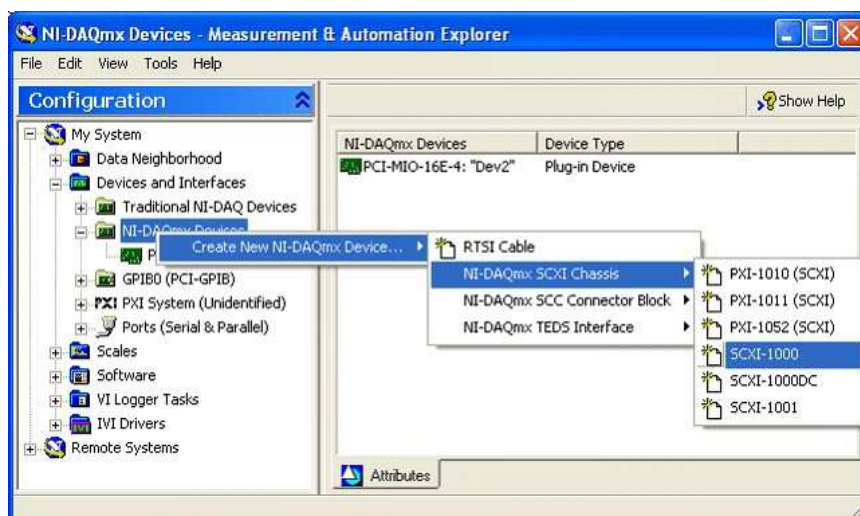 NI-DAQmx Devices - Measurement & Automation Explorer
File Edit View Tools Help
Configuration
Show Help
My System
Data Neighborhood
Devices and Interfaces
Traditional NI-DAQ Devices
NI-DAQmx Devices
P
GPIB0 (PCI-GPIB)
PXI PXI System (Unidentified)
Ports (Serial & Parallel)
Scales
Software
VI Logger Tasks
IVI Drivers
Remote Systems
NI-DAQmx Devices Device Type
PCI-MIO-16E-4: "Dev2" Plug-in Device
Create New NI-DAQmx Device...
RTSI Cable
NI-DAQmx SCXI Chassis
NI-DAQmx SCC Connector Block
NI-DAQmx TEDS Interface
PXI-1010 (SCXI)
PXI-1011 (SCXI)
PXI-1052 (SCXI)
SCXI-1000
SCXI-1000DC
SCXI-1001
Attributes